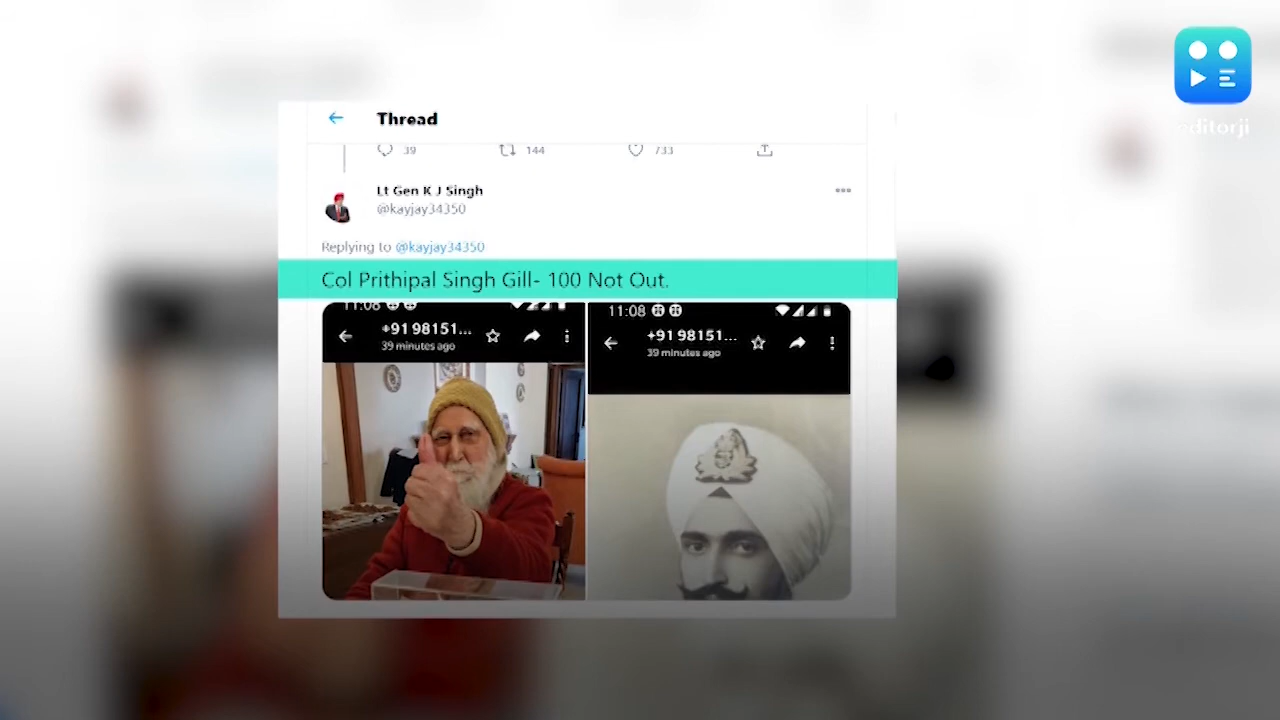 editorji
Thread
39 144 733
Lt Gen K J Singh
@kayjay34350
Replying to @kayjay34350
Col Prithipal Singh Gill- 100 Not Out.
11:08
+91 98151...
39 minutes ago
11:08
+91 98151...
39 minutes ago